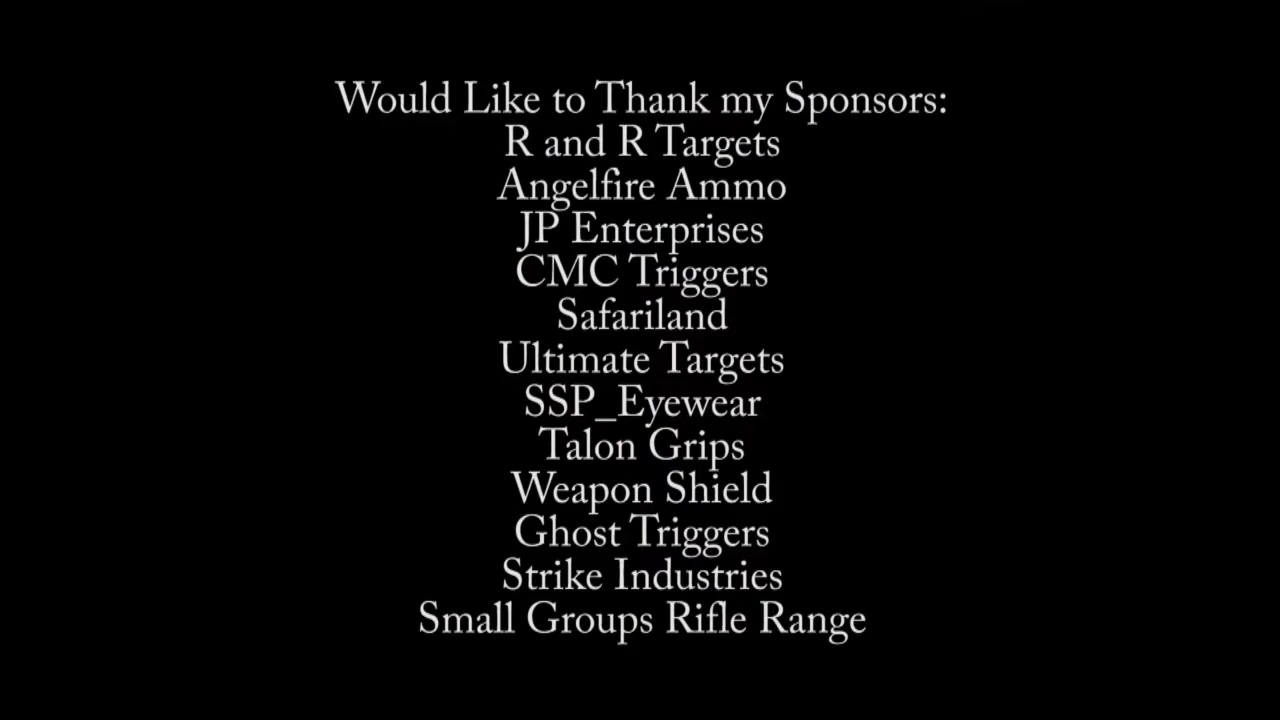 Would Like to Thank my Sponsors:
R and R Targets
Angelfire Ammo
JP Enterprises
CMC Triggers
Safariland
Ultimate Targets
SSP_Eyewear
Talon Grips
Weapon Shield
Ghost Triggers
Strike Industries
Small Groups Rifle Range